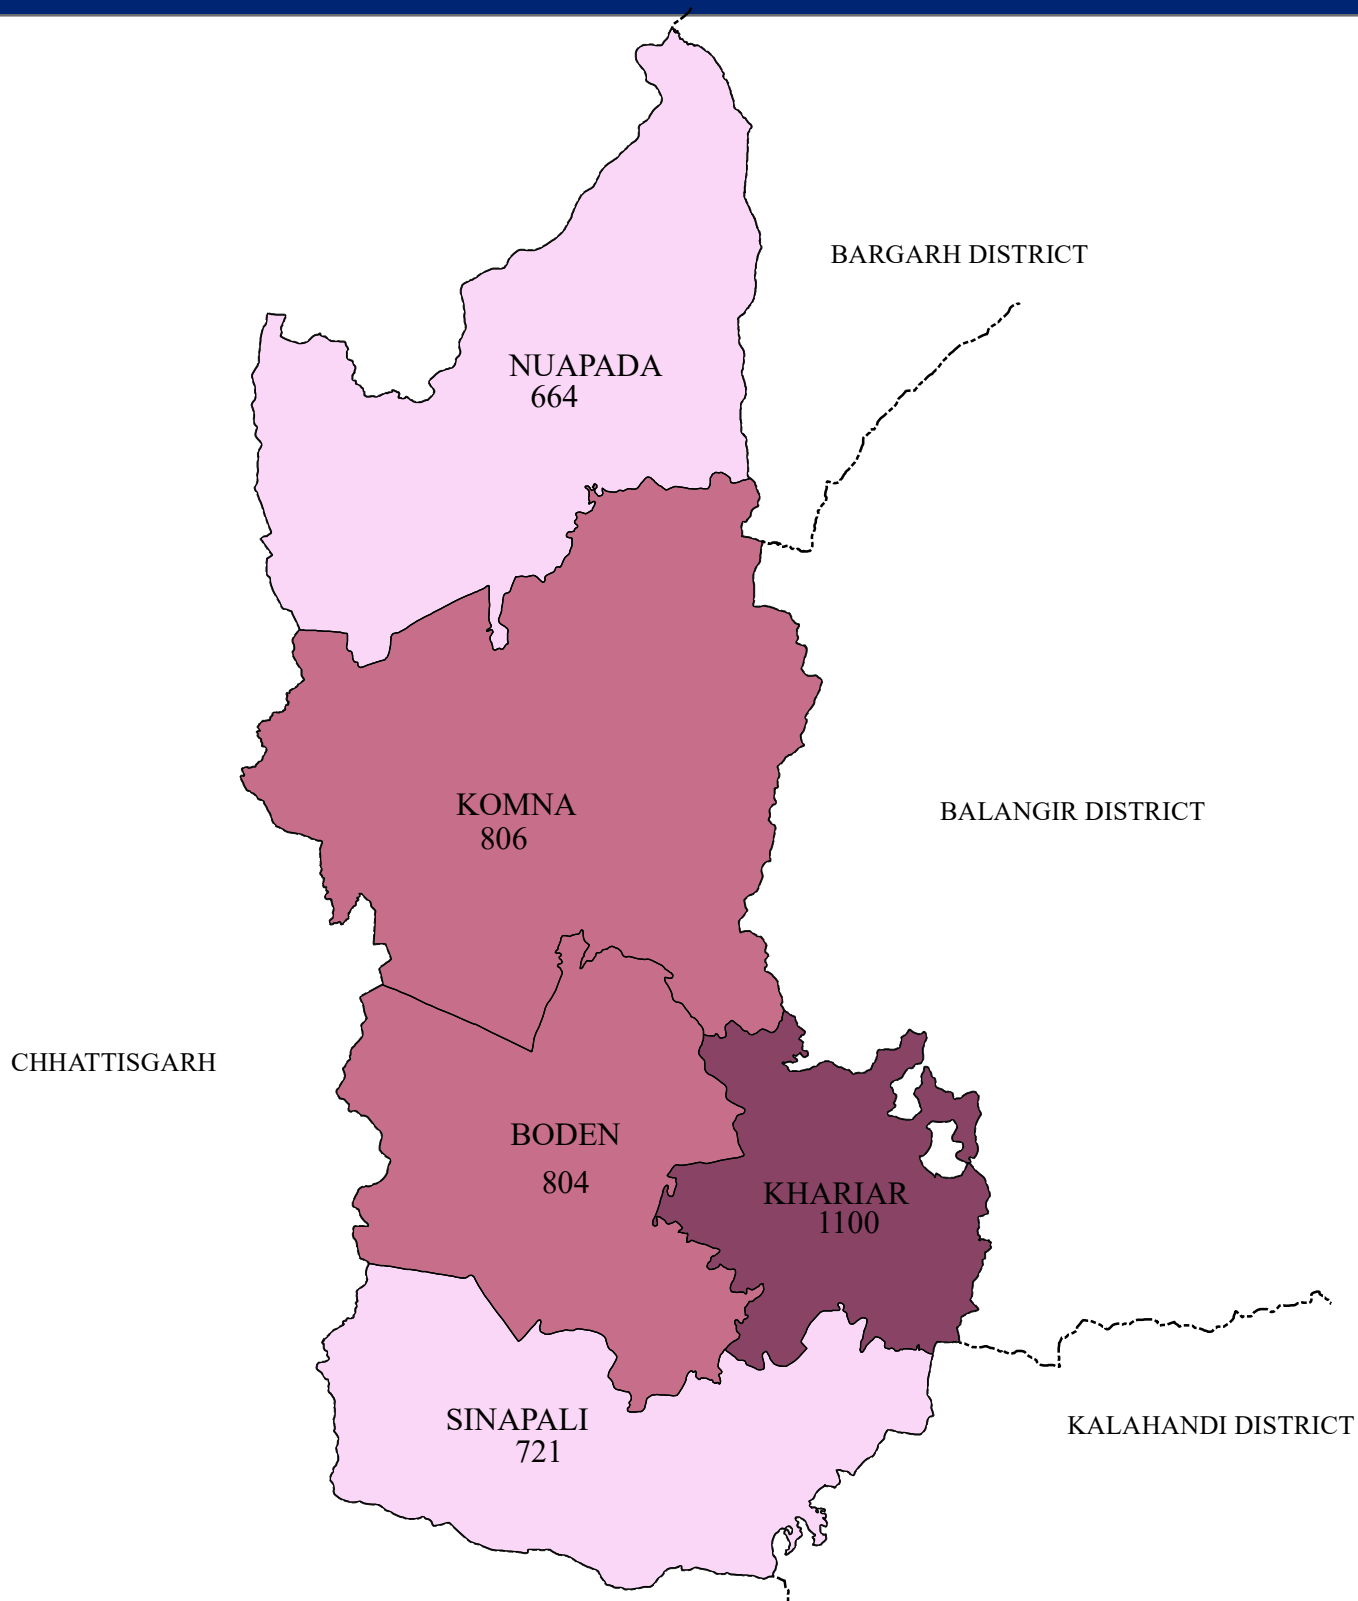 BARGARH DISTRICT
NUAPADA
664
KOMNA
806
BALANGIR DISTRICT
CHHATTISGARH
BODEN
804
KHARIAR
1100
SINAPALI
721
KALAHANDI DISTRICT